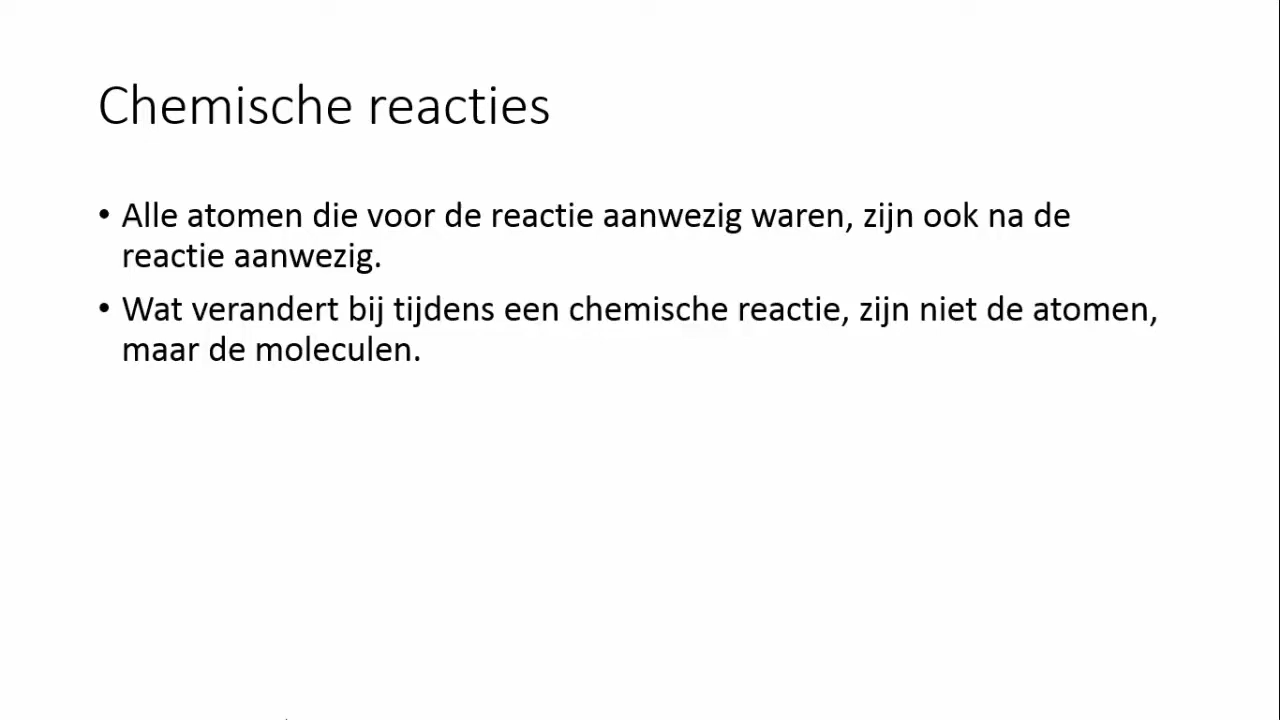 Chemische reacties
• Alle atomen die voor de reactie aanwezig waren, zijn ook na de
reactie aanwezig.
• Wat verandert bij tijdens een chemische reactie, zijn niet de atomen,
maar de moleculen.